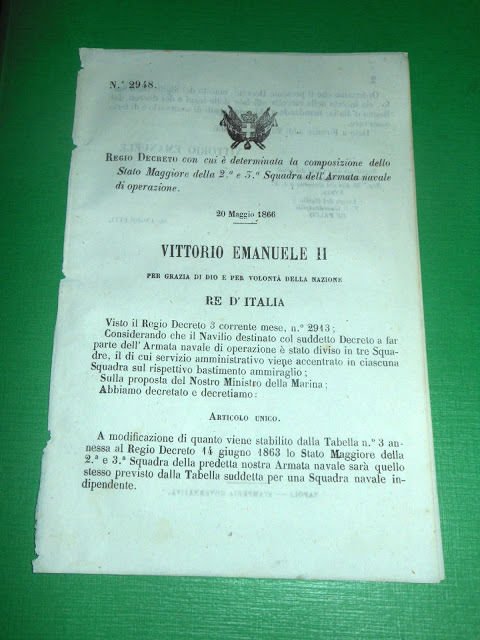 N.° 2948.
REGIO DECRETO con cui è determinata la composizione dello
Stato Maggiore della 2.ª e 3.ª Squadra dell'Armata navale
di operazione.
20 Maggio 1866
VITTORIO EMANUELE II
PER GRAZIA DI DIO E PER VOLONTÀ DELLA NAZIONE
RE D'ITALIA
Visto il Regio Decreto 3 corrente mese, n.° 2913;
Considerando che il Navilio destinato col suddetto Decreto a far
parte dell'Armata navale di operazione è stato diviso in tre Squa-
dre, il di cui servizio amministrativo viene accentrato in ciascuna
Squadra sul rispettivo bastimento ammiraglio;
Sulla proposta del Nostro Ministro della Marina;
Abbiamo decretato e decretiamo:
ARTICOLO UNICO.
A modificazione di quanto viene stabilito dalla Tabella n.° 3 an-
nessa al Regio Decreto 14 giugno 1863 lo Stato Maggiore della
2.ª e 3.ª Squadra della predetta nostra Armata navale sarà quello
stesso previsto dalla Tabella suddetta per una Squadra navale in-
dipendente.
NAPOLI — STAMPERIA GOVERNATIVA.